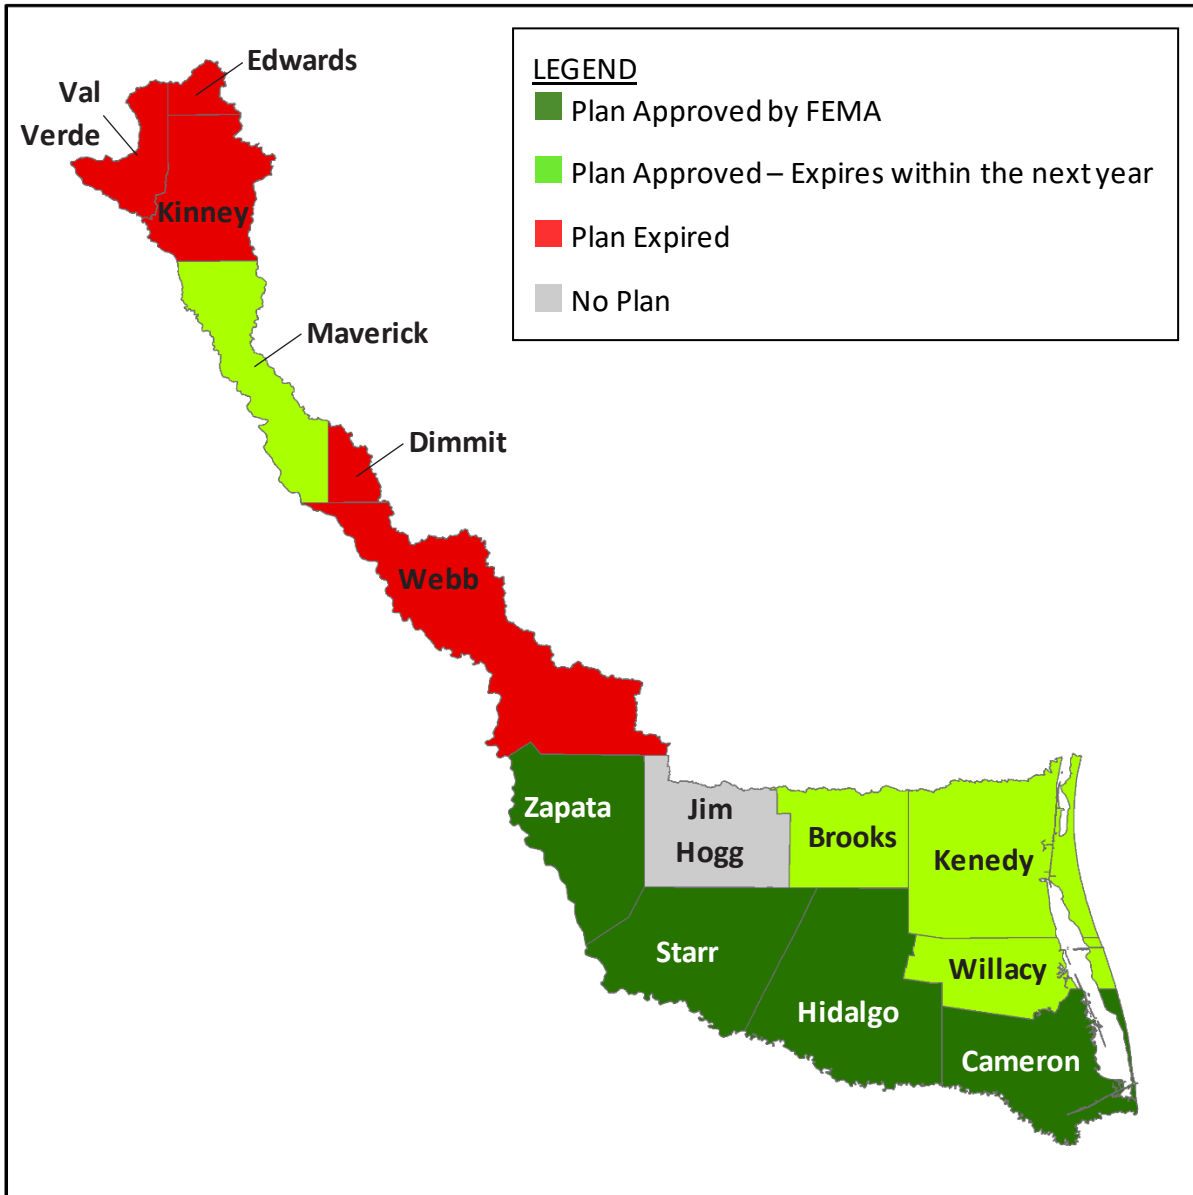 LEGEND
Plan Approved by FEMA
Plan Approved – Expires within the next year
Plan Expired
No Plan
Edwards
Val
Verde
Kinney
Maverick
Dimmit
Webb
Zapata
Jim
Hogg
Brooks
Kenedy
Starr
Willacy
Hidalgo
Cameron